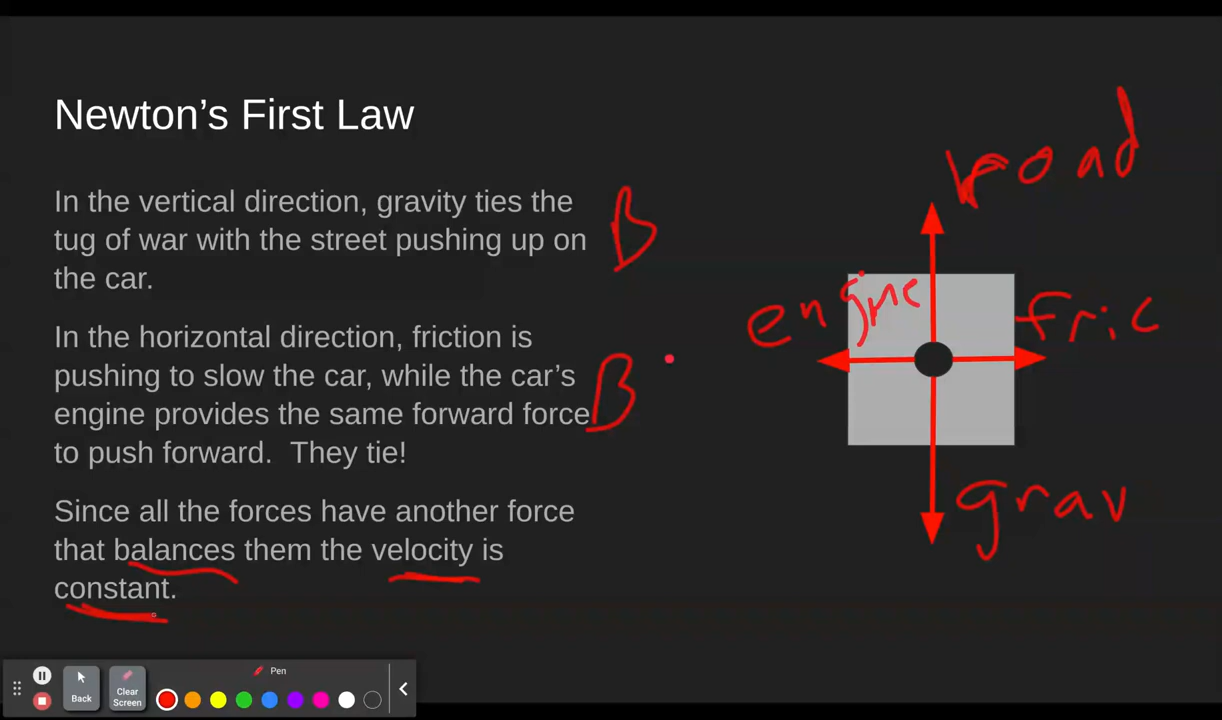 Newton's First Law
In the vertical direction, gravity ties the
tug of war with the street pushing up on
the car.
B
In the horizontal direction, friction is
pushing to slow the car, while the car's
engine provides the same forward force
to push forward.  They tie!
B
Since all the forces have another force
that balances them the velocity is
constant.
road
engine
fric
grav
Pen
Back
Clear
Screen